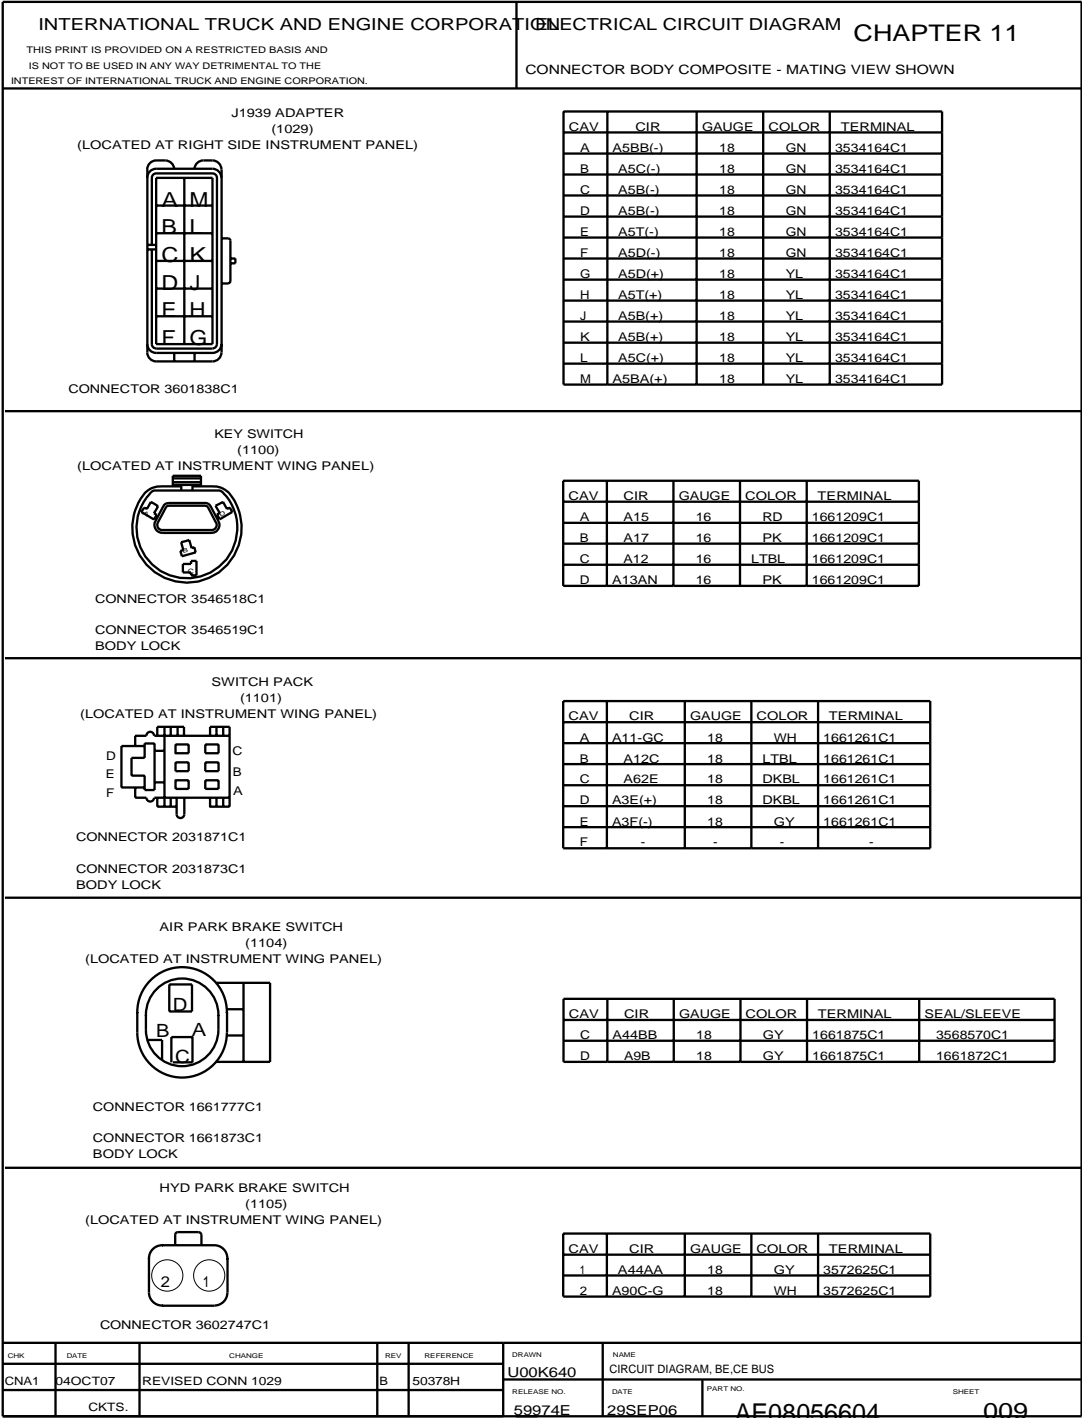 INTERNATIONAL TRUCK AND ENGINE CORPORATION
THIS PRINT IS PROVIDED ON A RESTRICTED BASIS AND
IS NOT TO BE USED IN ANY WAY DETRIMENTAL TO THE
INTEREST OF INTERNATIONAL TRUCK AND ENGINE CORPORATION.
ELECTRICAL CIRCUIT DIAGRAM CHAPTER 11
CONNECTOR BODY COMPOSITE - MATING VIEW SHOWN
J1939 ADAPTER
(1029)
(LOCATED AT RIGHT SIDE INSTRUMENT PANEL)
A M
B L
C K
D J
E H
F G
CONNECTOR 3601838C1
CAV CIR GAUGE COLOR TERMINAL
A A5BB(-) 18 GN 3534164C1
B A5C(-) 18 GN 3534164C1
C A5B(-) 18 GN 3534164C1
D A5B(-) 18 GN 3534164C1
E A5T(-) 18 GN 3534164C1
F A5D(-) 18 GN 3534164C1
G A5D(+) 18 YL 3534164C1
H A5T(+) 18 YL 3534164C1
J A5B(+) 18 YL 3534164C1
K A5B(+) 18 YL 3534164C1
L A5C(+) 18 YL 3534164C1
M A5BA(+) 18 YL 3534164C1
KEY SWITCH
(1100)
(LOCATED AT INSTRUMENT WING PANEL)
CONNECTOR 3546518C1
CONNECTOR 3546519C1
BODY LOCK
CAV CIR GAUGE COLOR TERMINAL
A A15 16 RD 1661209C1
B A17 16 PK 1661209C1
C A12 16 LTBL 1661209C1
D A13AN 16 PK 1661209C1
SWITCH PACK
(1101)
(LOCATED AT INSTRUMENT WING PANEL)
D C
E B
F A
CONNECTOR 2031871C1
CONNECTOR 2031873C1
BODY LOCK
CAV CIR GAUGE COLOR TERMINAL
A A11-GC 18 WH 1661261C1
B A12C 18 LTBL 1661261C1
C A62E 18 DKBL 1661261C1
D A3E(+) 18 DKBL 1661261C1
E A3F(-) 18 GY 1661261C1
F - - - -
AIR PARK BRAKE SWITCH
(1104)
(LOCATED AT INSTRUMENT WING PANEL)
D
B A
C
CONNECTOR 1661777C1
CONNECTOR 1661873C1
BODY LOCK
CAV CIR GAUGE COLOR TERMINAL SEAL/SLEEVE
C A44BB 18 GY 1661875C1 3568570C1
D A9B 18 GY 1661875C1 1661872C1
HYD PARK BRAKE SWITCH
(1105)
(LOCATED AT INSTRUMENT WING PANEL)
2 1
CONNECTOR 3602747C1
CAV CIR GAUGE COLOR TERMINAL
1 A44AA 18 GY 3572625C1
2 A90C-G 18 WH 3572625C1
CHK DATE CHANGE REV REFERENCE
CNA1 04OCT07 REVISED CONN 1029 B 50378H
CKTS.
DRAWN
U00K640
NAME
CIRCUIT DIAGRAM, BE,CE BUS
RELEASE NO.
59974E
DATE
29SEP06
PART NO.
AE08056604
SHEET
009